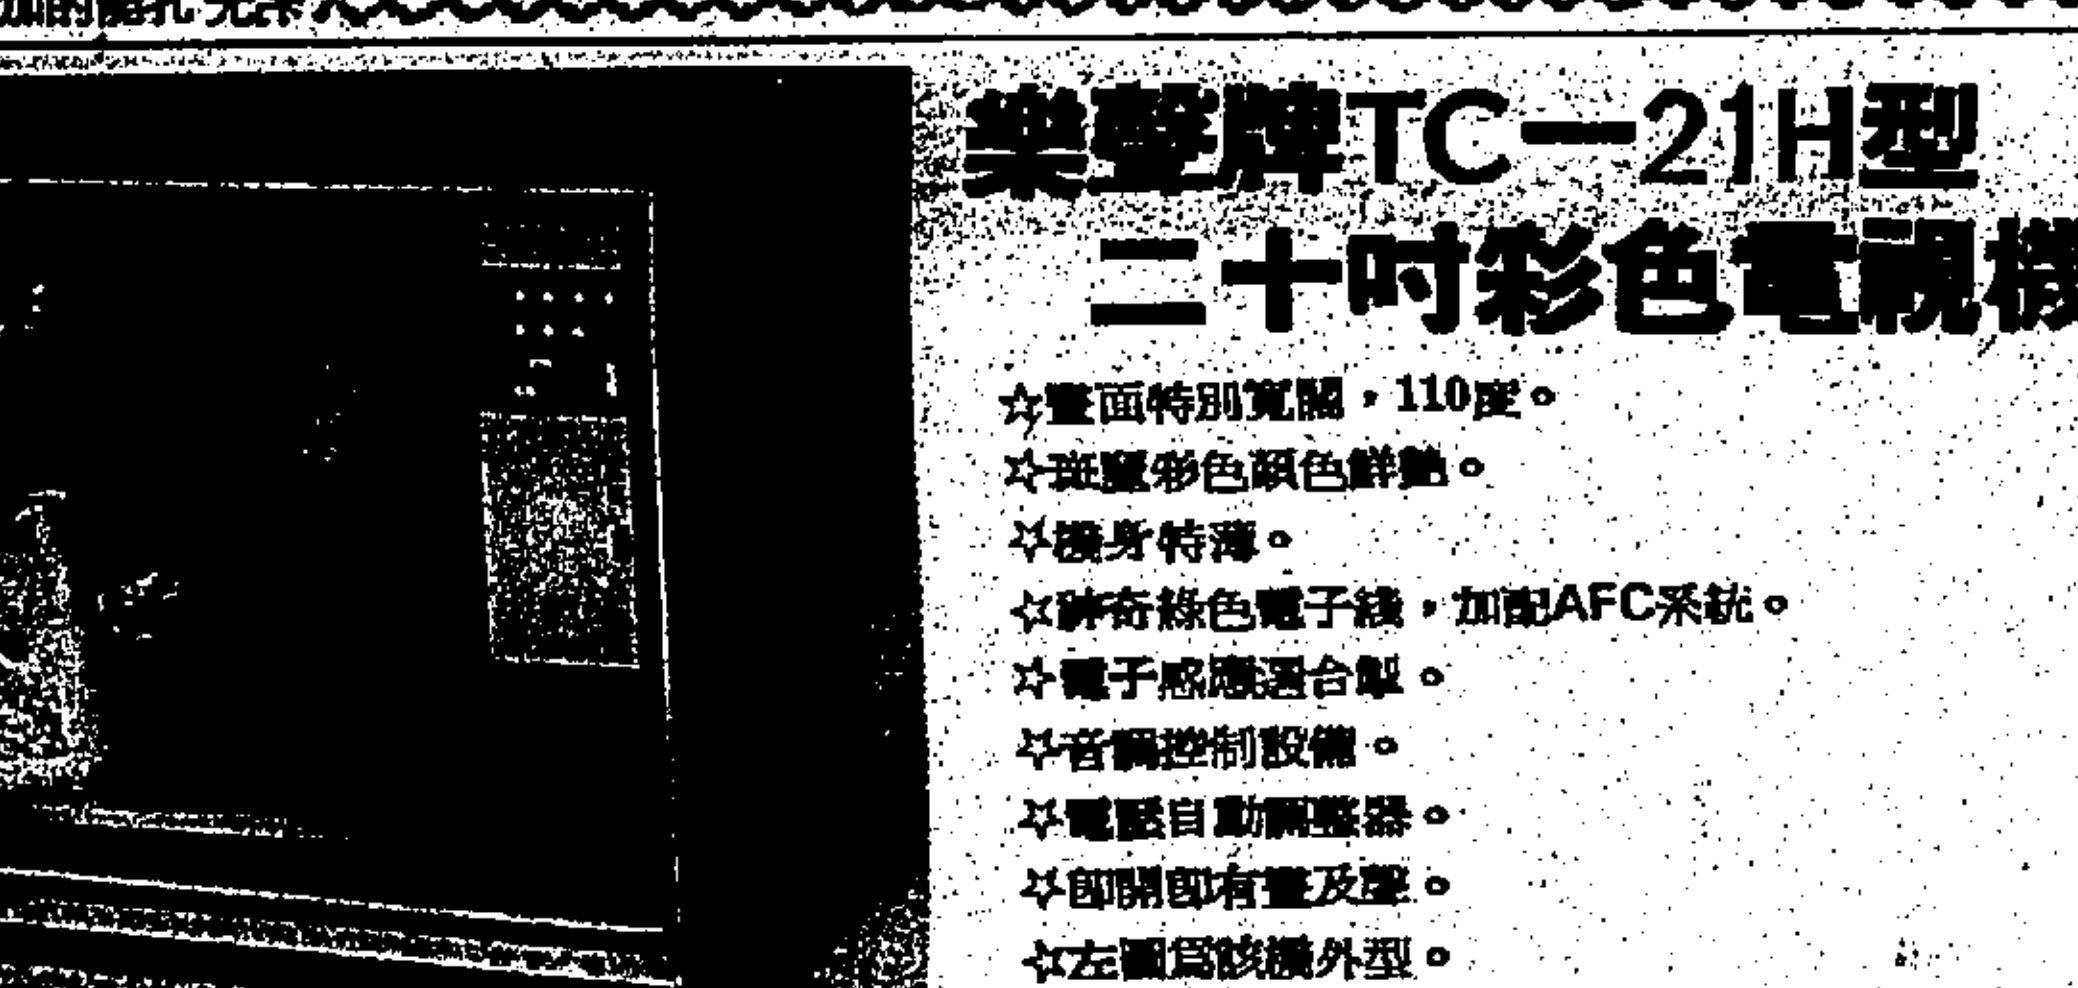 樂聲牌TC—21H型
二十吋彩色電視機
☆畫面特別寬闊，110度。
☆斑麗彩色顏色鮮艷。
☆機身特薄。
☆神奇綠色電子綫，加配AFC系統。
☆電子感應選台掣。
☆音調控制設備。
☆電壓自動調整器。
☆即開即有畫及聲。
☆左圖爲該機外型。